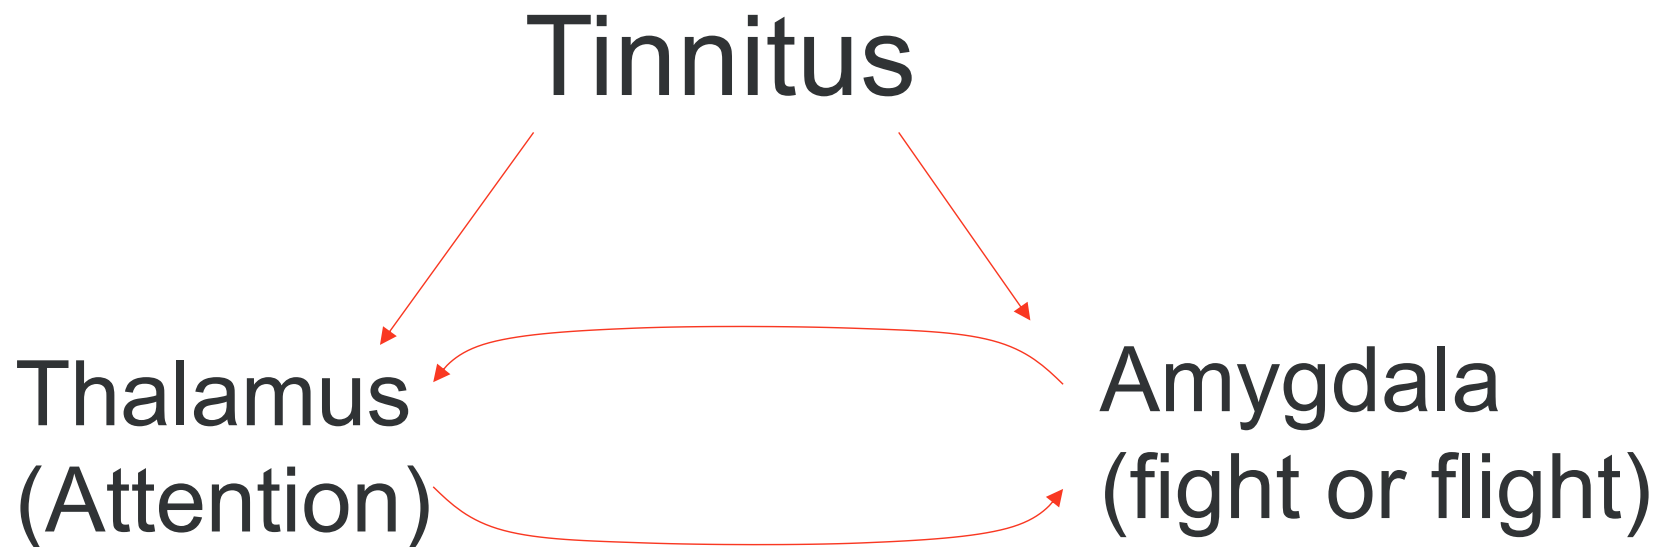 Tinnitus
Thalamus
(Attention)
Amygdala
(fight or flight)